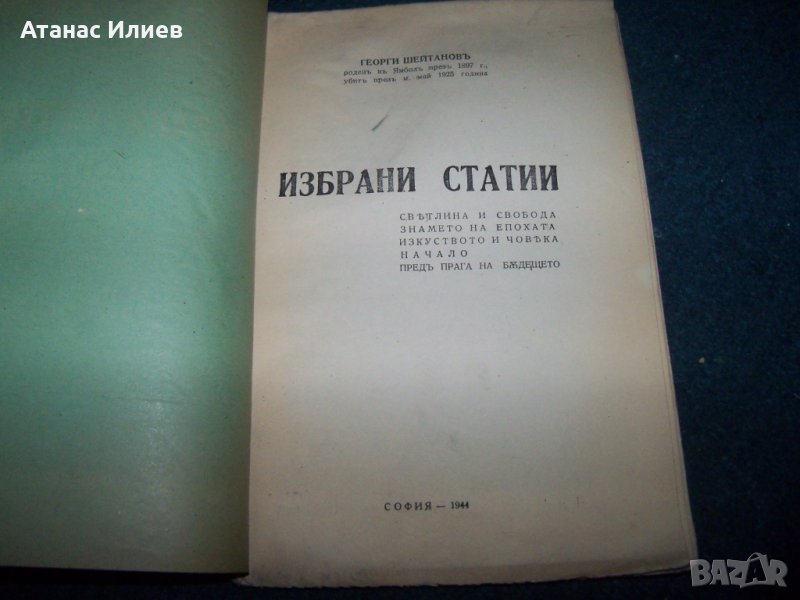 Атанас Илиев
ГЕОРГИ ШЕЙТАНОВЪ
роденъ въ Ямболъ презъ 1897 г.,
убитъ презъ м. май 1925 година
ИЗБРАНИ СТАТИИ
СВѢТЛИНА И СВОБОДА
ЗНАМЕТО НА ЕПОХАТА
ИЗКУСТВОТО И ЧОВѢКА
НАЧАЛО
ПРЕДЪ ПРАГА НА БѪДЕЩЕТО
СОФИЯ — 1944
BAZAR